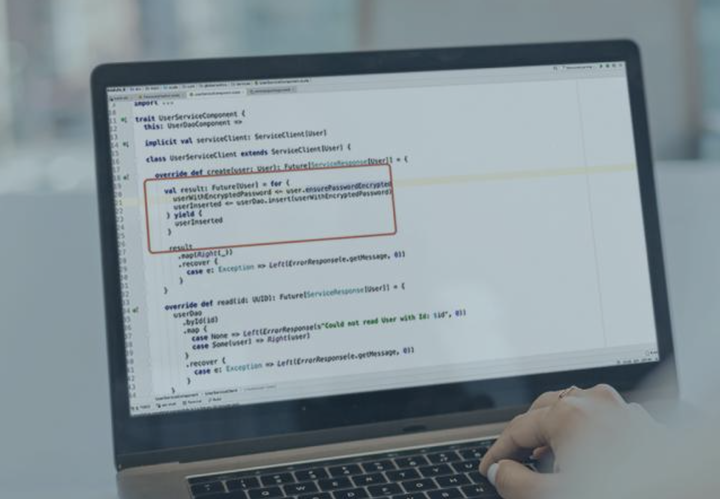 import ...
trait UserServiceComponent {
this: UserDaoComponent =>
implicit val serviceClient: ServiceClient[User]
class UserServiceClient extends ServiceClient[User] {
override def create(user: User): Future[ServiceResponse[User]] = {
val result: Future[User] = for {
userWithEncryptedPassword <- user.ensurePasswordEncrypted
userInserted <- userDao.insert(userWithEncryptedPassword)
} yield {
userInserted
}
result
.map(Right(_))
.recover {
case e: Exception => Left(ErrorResponse(e.getMessage, 0))
}
}
override def read(id: UUID): Future[ServiceResponse[User]] = {
userDao
.byId(id)
.map {
case None => Left(ErrorResponse(s"Could not read User with Id: $id", 0))
case Some(user) => Right(user)
}
.recover {
case e: Exception => Left(ErrorResponse(e.getMessage, 0))
}
}